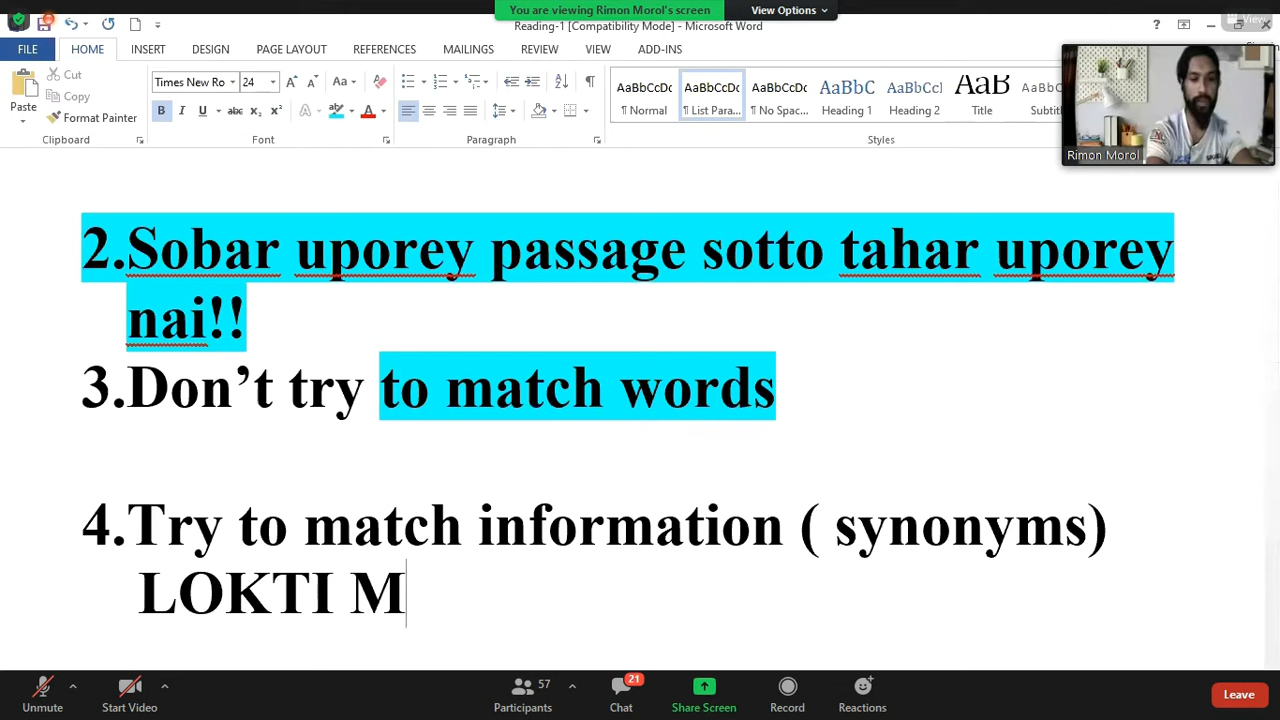 You are viewing Rimon Morol's screen
View Options
Reading-1 [Compatibility Mode] - Microsoft Word
View
FILE HOME INSERT DESIGN PAGE LAYOUT REFERENCES MAILINGS REVIEW VIEW ADD-INS
Cut
Copy
Format Painter
Paste
Times New Ro 24
AaBbCcDc AaBbCcDc AaBbCcDc AaBbC AaBbCcI AaB AaBbCcD
¶ Normal ¶ List Para... ¶ No Spac... Heading 1 Heading 2 Title Subtitl
Clipboard Font Paragraph Styles
Rimon Morol
2.Sobar uporey passage sotto tahar uporey
nai!!
3.Don’t try to match words
4.Try to match information ( synonyms)
LOKTI M
57 21
Unmute Start Video Participants Chat Share Screen Record Reactions Leave